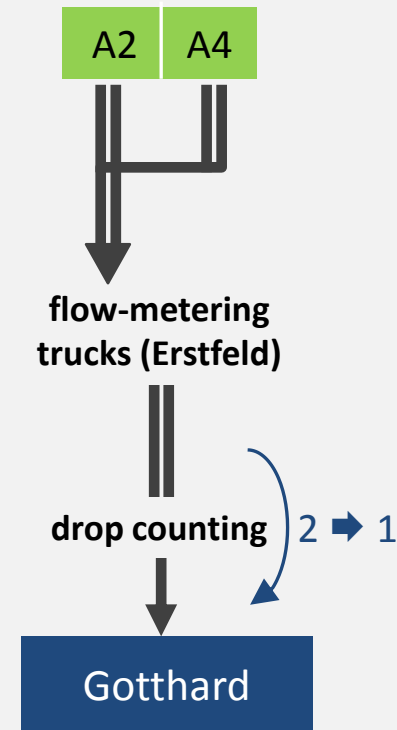 A2 A4
flow-metering
trucks (Erstfeld)
drop counting
2 ➡ 1
Gotthard